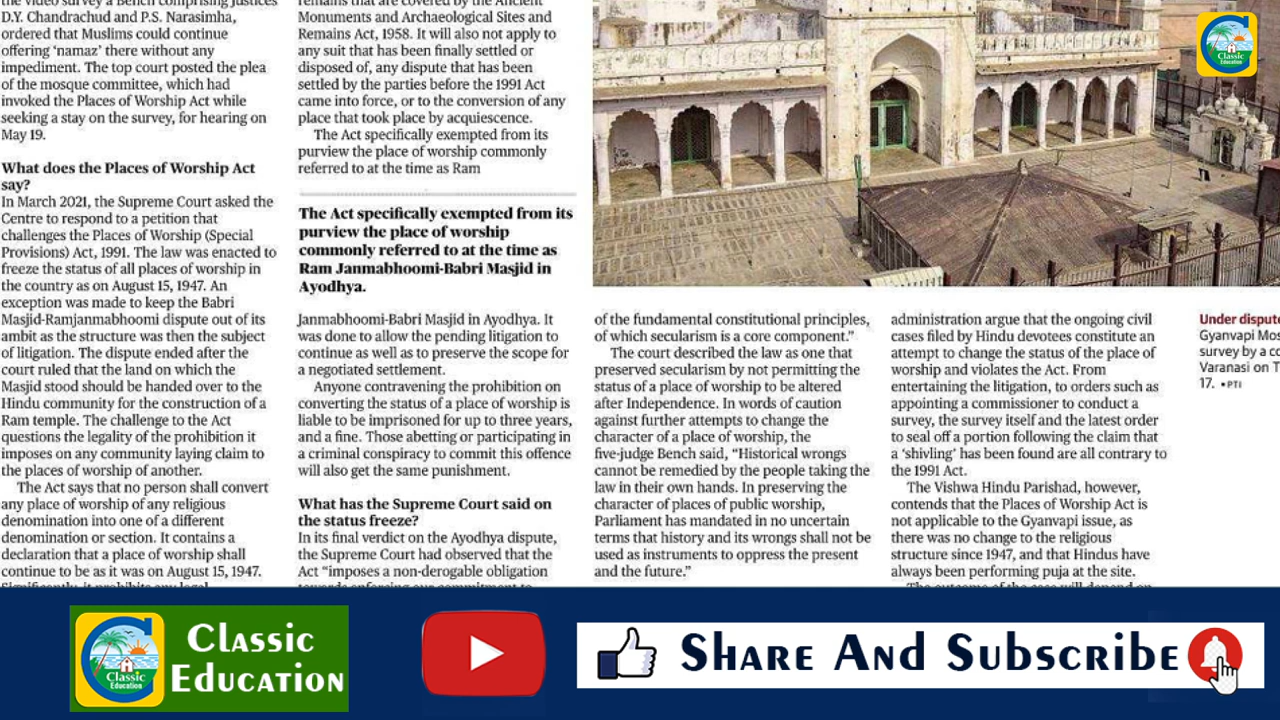 the video survey a Bench comprising Justices
D.Y. Chandrachud and P.S. Narasimha,
ordered that Muslims could continue
offering ‘namaz’ there without any
impediment. The top court posted the plea
of the mosque committee, which had
invoked the Places of Worship Act while
seeking a stay on the survey, for hearing on
May 19.
What does the Places of Worship Act
say?
In March 2021, the Supreme Court asked the
Centre to respond to a petition that
challenges the Places of Worship (Special
Provisions) Act, 1991. The law was enacted to
freeze the status of all places of worship in
the country as on August 15, 1947. An
exception was made to keep the Babri
Masjid-Ramjanmabhoomi dispute out of its
ambit as the structure was then the subject
of litigation. The dispute ended after the
court ruled that the land on which the
Masjid stood should be handed over to the
Hindu community for the construction of a
Ram temple. The challenge to the Act
questions the legality of the prohibition it
imposes on any community laying claim to
the places of worship of another.
The Act says that no person shall convert
any place of worship of any religious
denomination into one of a different
denomination or section. It contains a
declaration that a place of worship shall
continue to be as it was on August 15, 1947.
Significantly, it prohibits any legal
remains that are covered by the Ancient
Monuments and Archaeological Sites and
Remains Act, 1958. It will also not apply to
any suit that has been finally settled or
disposed of, any dispute that has been
settled by the parties before the 1991 Act
came into force, or to the conversion of any
place that took place by acquiescence.
The Act specifically exempted from its
purview the place of worship commonly
referred to at the time as Ram
The Act specifically exempted from its
purview the place of worship
commonly referred to at the time as
Ram Janmabhoomi-Babri Masjid in
Ayodhya.
Janmabhoomi-Babri Masjid in Ayodhya. It
was done to allow the pending litigation to
continue as well as to preserve the scope for
a negotiated settlement.
Anyone contravening the prohibition on
converting the status of a place of worship is
liable to be imprisoned for up to three years,
and a fine. Those abetting or participating in
a criminal conspiracy to commit this offence
will also get the same punishment.
What has the Supreme Court said on
the status freeze?
In its final verdict on the Ayodhya dispute,
the Supreme Court had observed that the
Act “imposes a non-derogable obligation
towards enforcing our commitment to
of the fundamental constitutional principles,
of which secularism is a core component.”
The court described the law as one that
preserved secularism by not permitting the
status of a place of worship to be altered
after Independence. In words of caution
against further attempts to change the
character of a place of worship, the
five-judge Bench said, “Historical wrongs
cannot be remedied by the people taking the
law in their own hands. In preserving the
character of places of public worship,
Parliament has mandated in no uncertain
terms that history and its wrongs shall not be
used as instruments to oppress the present
and the future.”
administration argue that the ongoing civil
cases filed by Hindu devotees constitute an
attempt to change the status of the place of
worship and violates the Act. From
entertaining the litigation, to orders such as
appointing a commissioner to conduct a
survey, the survey itself and the latest order
to seal off a portion following the claim that
a ‘shivling’ has been found are all contrary to
the 1991 Act.
The Vishwa Hindu Parishad, however,
contends that the Places of Worship Act is
not applicable to the Gyanvapi issue, as
there was no change to the religious
structure since 1947, and that Hindus have
always been performing puja at the site.
The outcome of the case will depend on
Under dispute
Gyanvapi Mos
survey by a co
Varanasi on T
17. •PTI
Classic
Education
Classic
Education
Classic
Education
Share And Subscribe